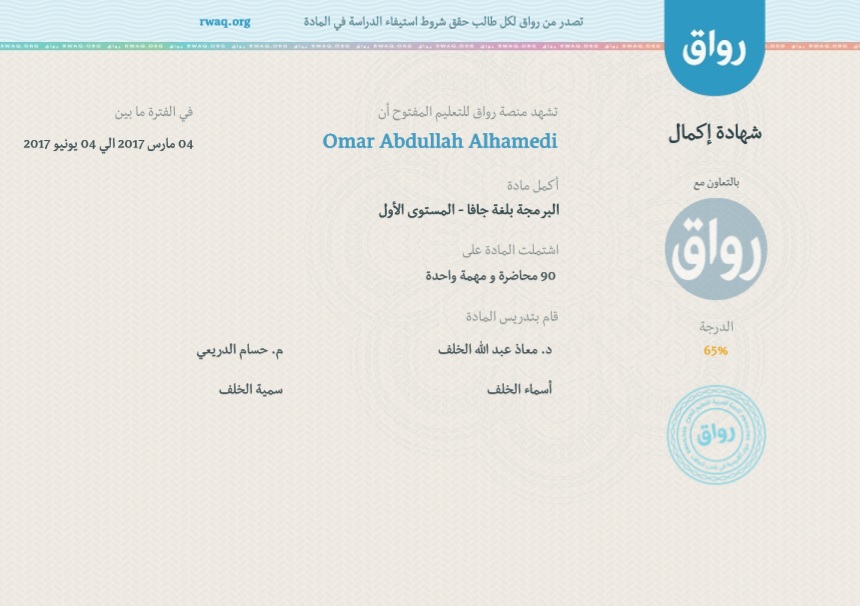 تصدر من رواق لكل طالب حقق شروط استيفاء الدراسة في المادة
rwaq.org
رواق
شهادة إكمال
بالتعاون مع
رواق
الدرجة
65%
رواق
تشهد منصة رواق للتعليم المفتوح أن
Omar Abdullah Alhamedi
في الفترة ما بين
04 مارس 2017 الي 04 يونيو 2017
أكمل مادة
البرمجة بلغة جافا - المستوى الأول
اشتملت المادة على
90 محاضرة و مهمة واحدة
قام بتدريس المادة
د. معاذ عبد الله الخلف
م. حسام الدريعي
أسماء الخلف
سمية الخلف